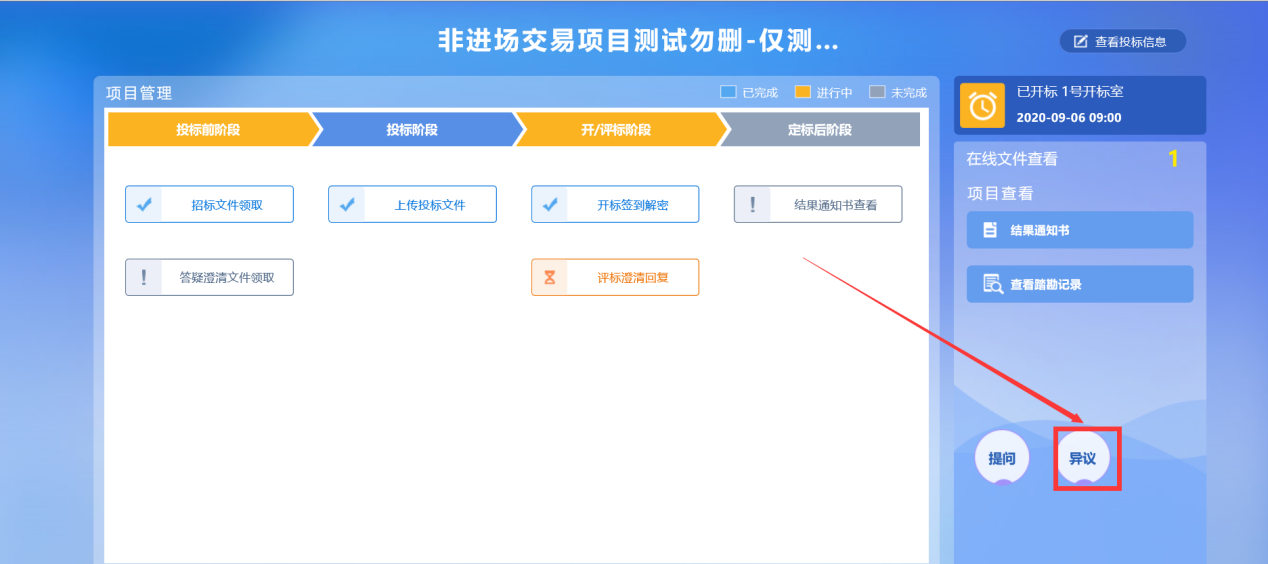 非进场交易项目测试勿删-仅测...
查看投标信息
项目管理
已完成 进行中 未完成
投标前阶段 投标阶段 开/评标阶段 定标后阶段
招标文件领取 上传投标文件 开标签到解密 结果通知书查看
答疑澄清文件领取 评标澄清回复
已开标 1号开标室
2020-09-06 09:00
在线文件查看 1
项目查看
结果通知书
查看踏勘记录
提问 异议